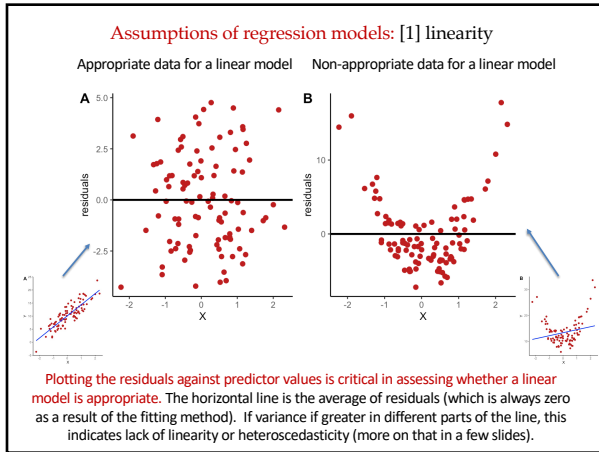 Assumptions of regression models: [1] linearity
Appropriate data for a linear model
Non-appropriate data for a linear model
A
5.0
2.5
0.0
-2.5
residuals
-2
-1
0
1
2
X
B
10
0
residuals
-2
-1
0
1
2
X
A
X
B
X
Plotting the residuals against predictor values is critical in assessing whether a linear
model is appropriate. The horizontal line is the average of residuals (which is always zero
as a result of the fitting method). If variance if greater in different parts of the line, this
indicates lack of linearity or heteroscedasticity (more on that in a few slides).